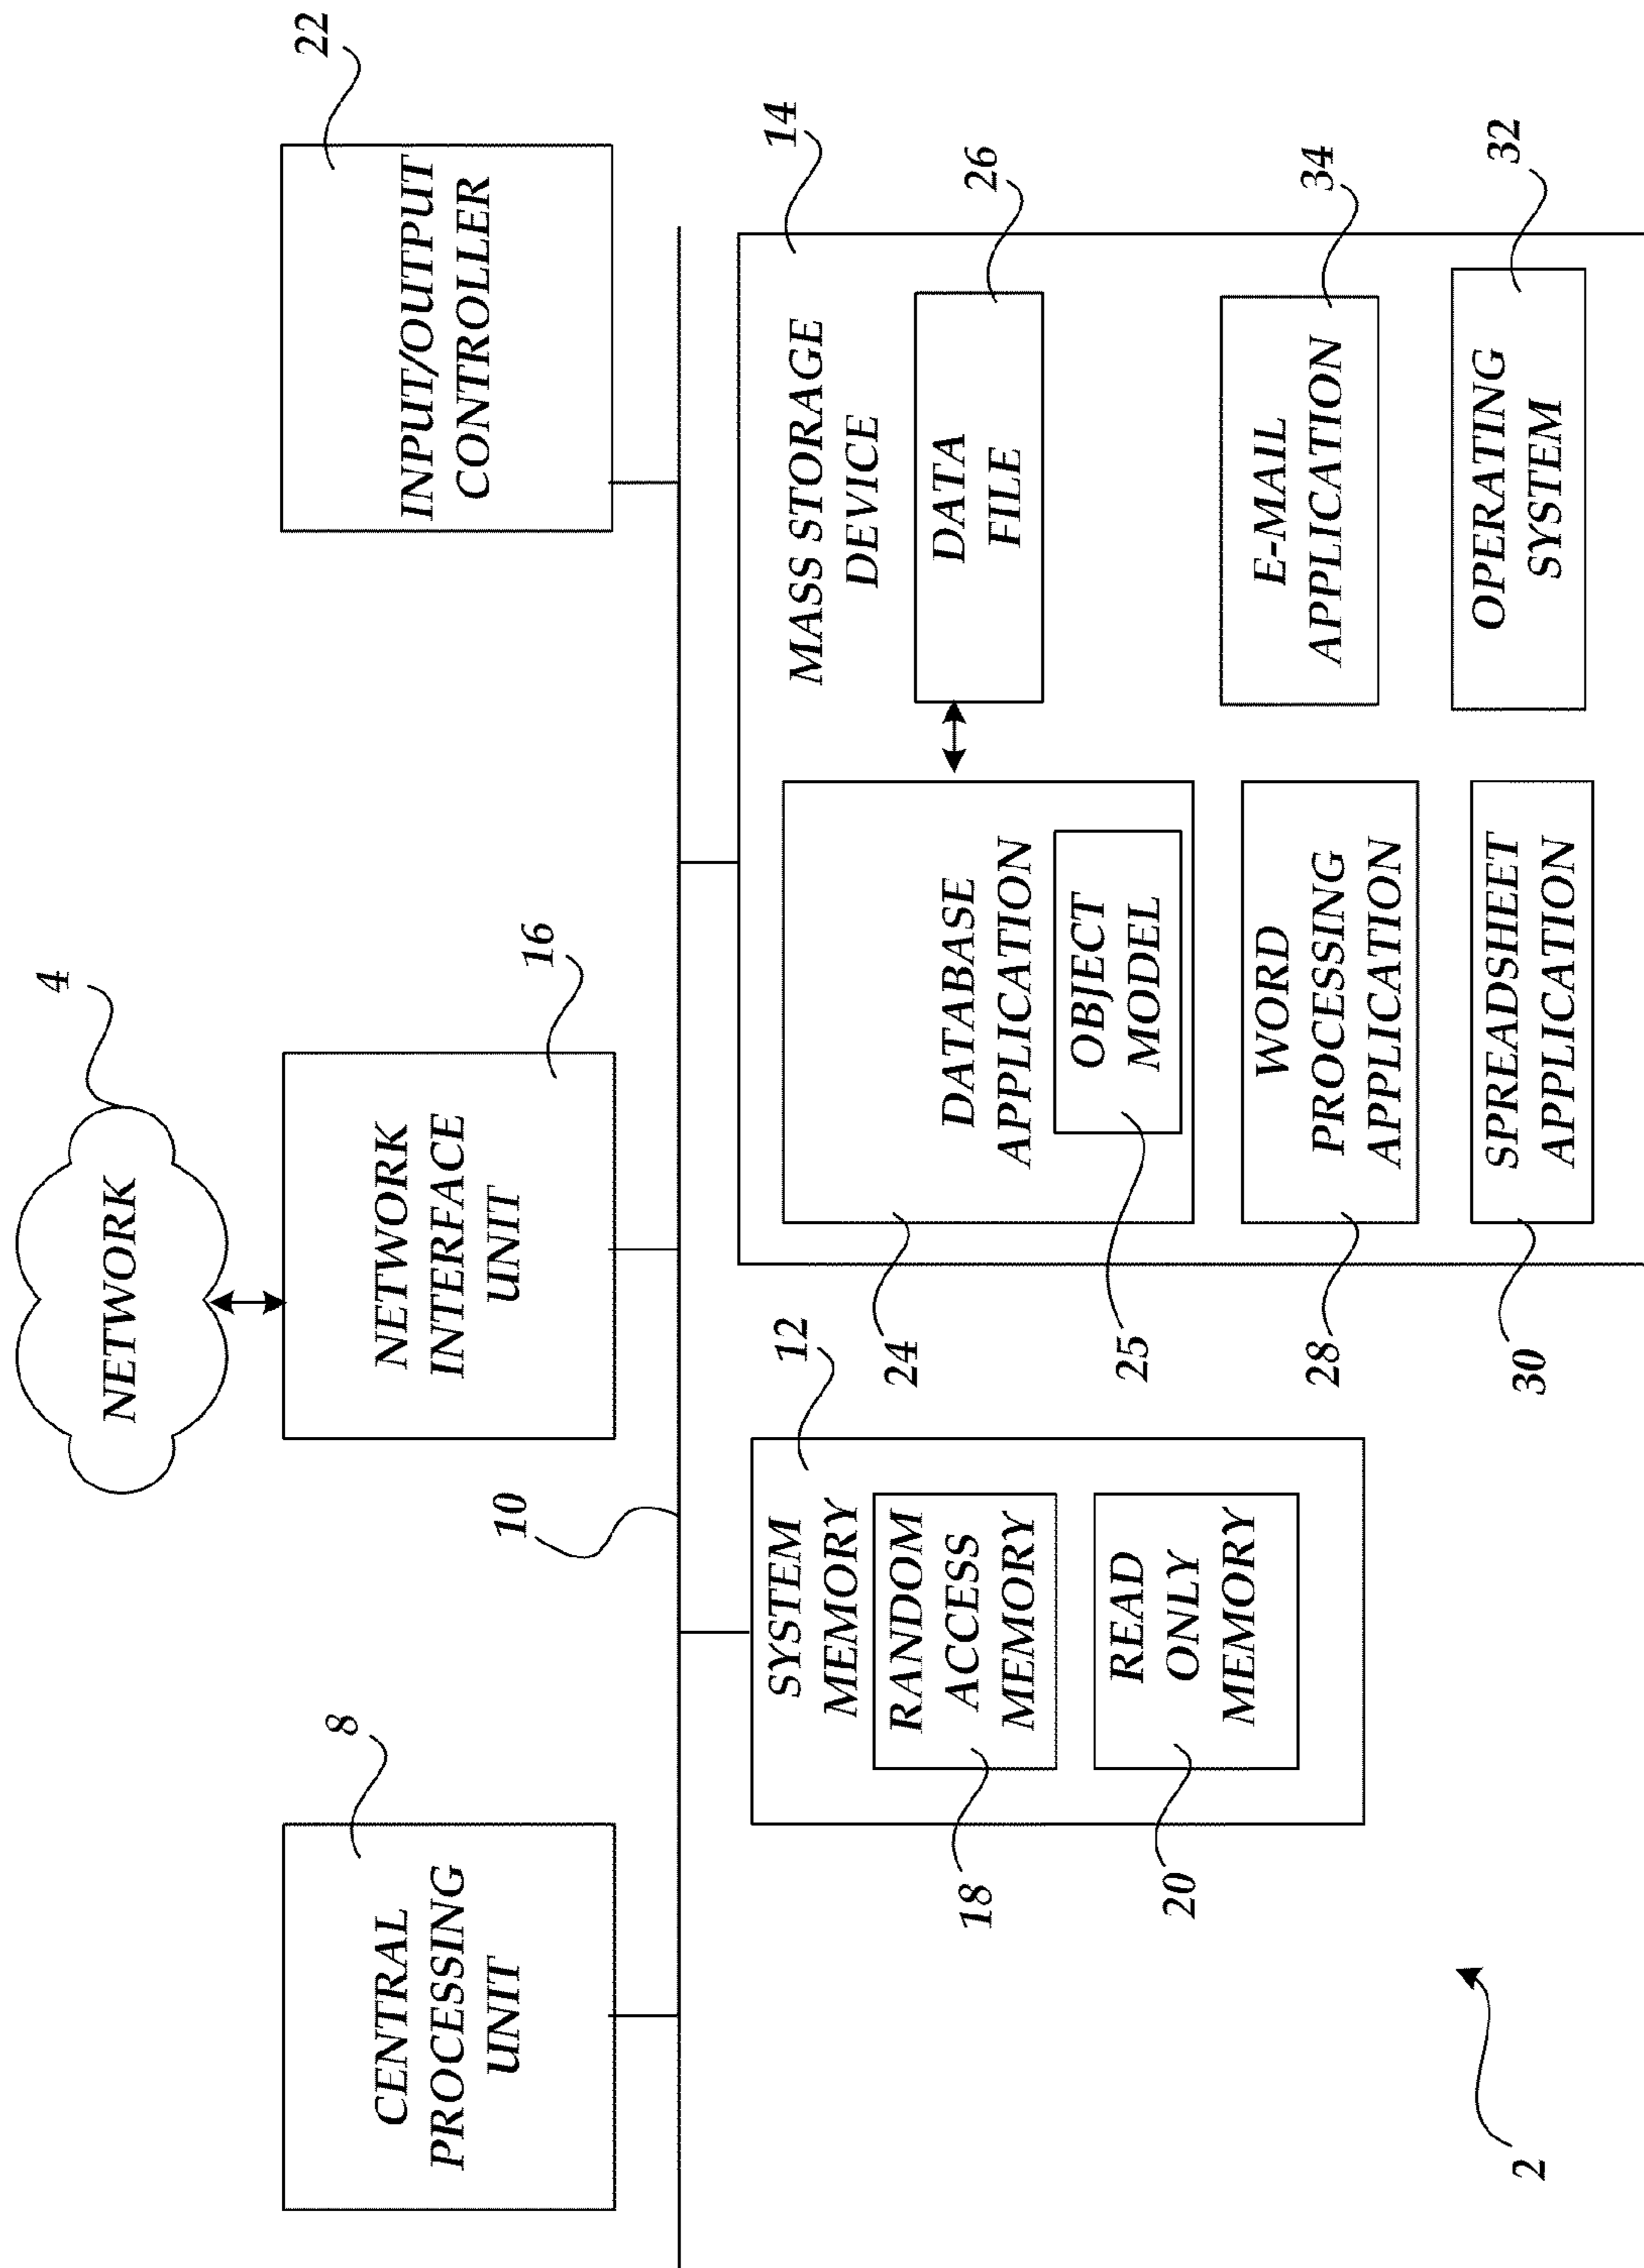 4
NETWORK
8
16
22
CENTRAL
PROCESSING
UNIT
NETWORK
INTERFACE
UNIT
INPUT/OUTPUT
CONTROLLER
10
12
14
SYSTEM
MEMORY
RANDOM
ACCESS
MEMORY
18
READ
ONLY
MEMORY
20
MASS STORAGE
DEVICE
24
DATABASE
APPLICATION
OBJECT
MODEL
25
DATA
FILE
26
28
WORD
PROCESSING
APPLICATION
E-MAIL
APPLICATION
34
30
SPREADSHEET
APPLICATION
OPERATING
SYSTEM
32
2